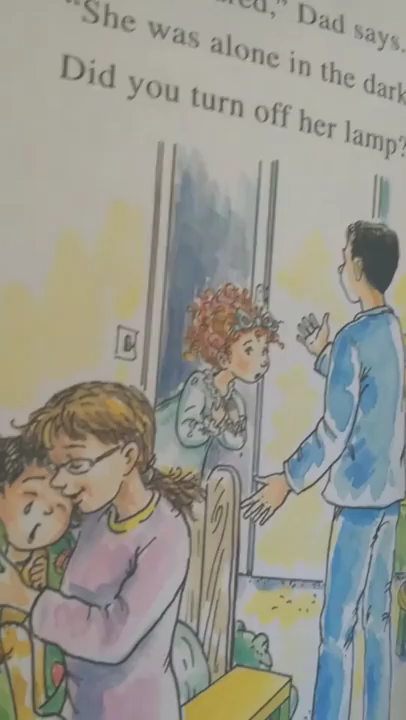 Dad says.
"She was alone in the dark
Did you turn off her lamp?